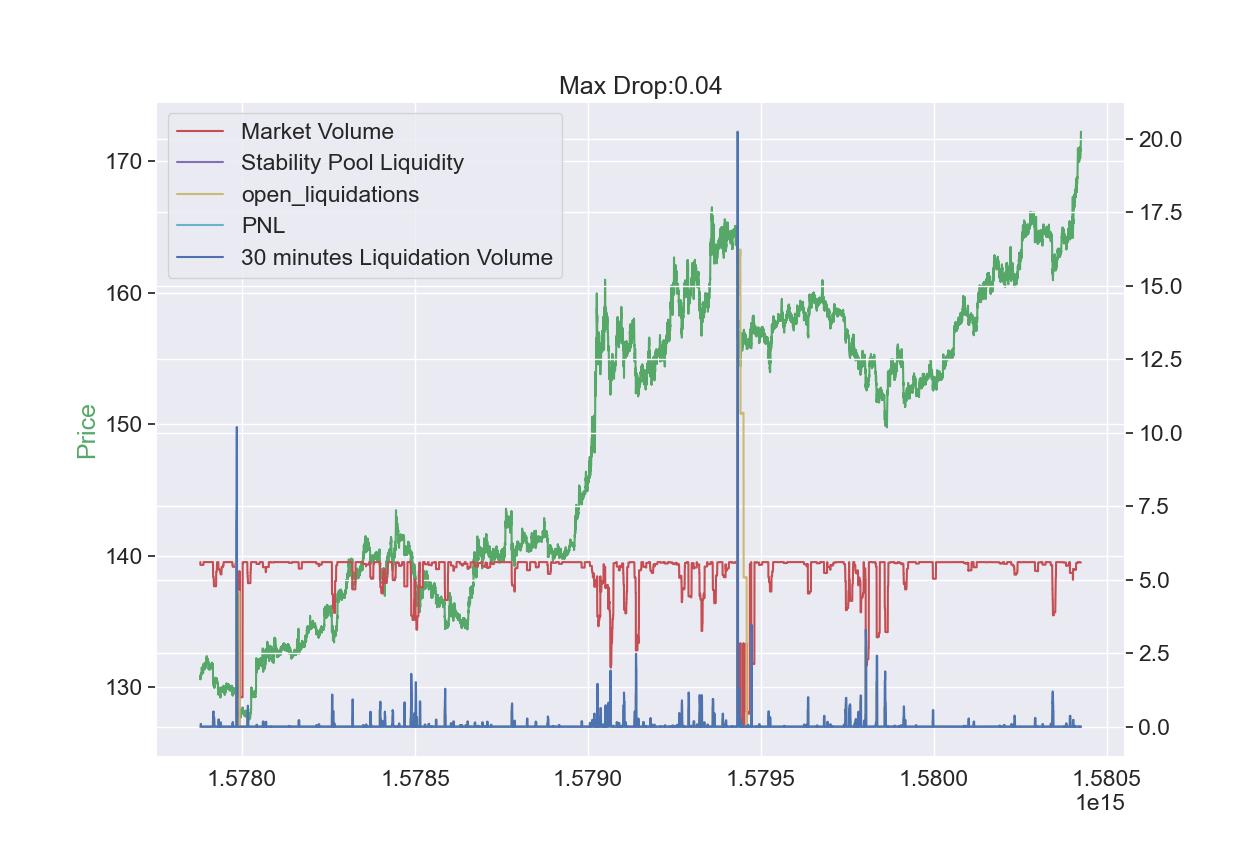 Max Drop:0.04
Market Volume
Stability Pool Liquidity
open_liquidations
PNL
30 minutes Liquidation Volume
Price
170
160
150
140
130
20.0
17.5
15.0
12.5
10.0
7.5
5.0
2.5
0.0
1.5780 1.5785 1.5790 1.5795 1.5800 1.5805
1e15